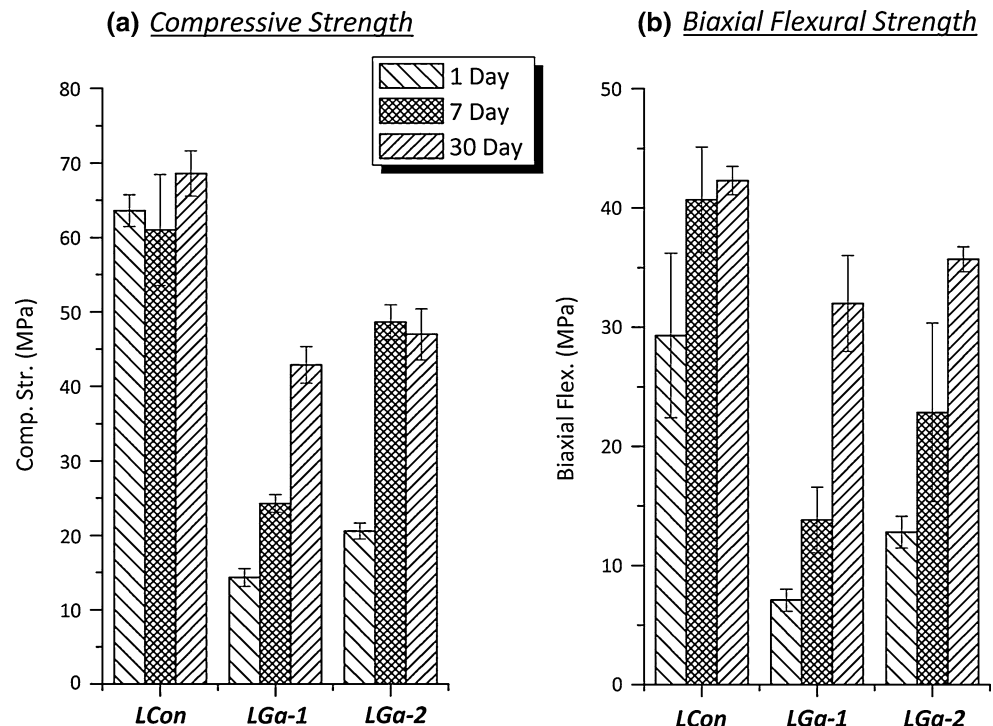 (a) Compressive Strength
1 Day
7 Day
30 Day
80
70
60
50
40
30
20
10
0
Comp. Str. (MPa)
LCon LGa-1 LGa-2
(b) Biaxial Flexural Strength
50
40
30
20
10
0
Biaxial Flex. (MPa)
LCon LGa-1 LGa-2